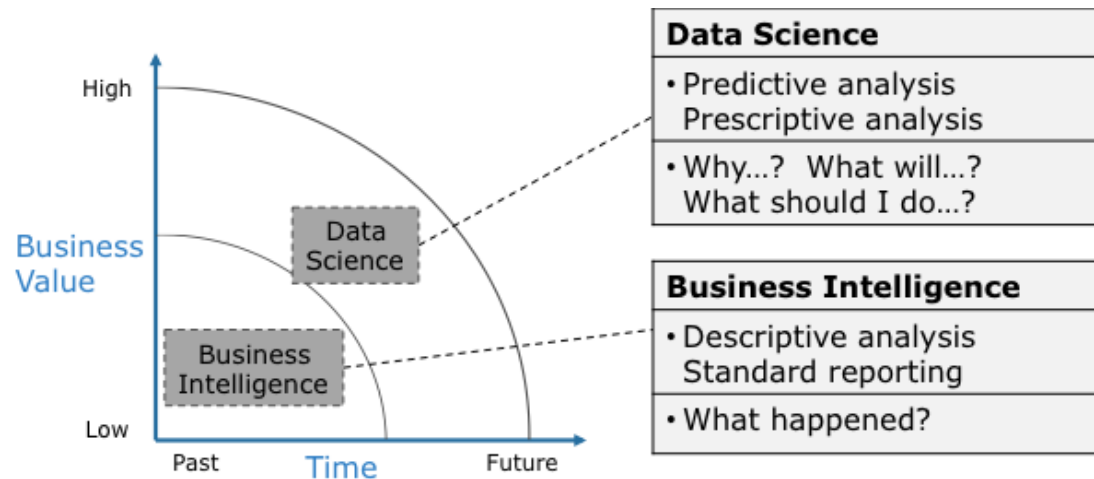 High
Business
Value
Low
Past
Time
Future
Data
Science
Business
Intelligence
Data Science
• Predictive analysis
Prescriptive analysis
• Why...? What will...?
What should I do...?
Business Intelligence
• Descriptive analysis
Standard reporting
• What happened?